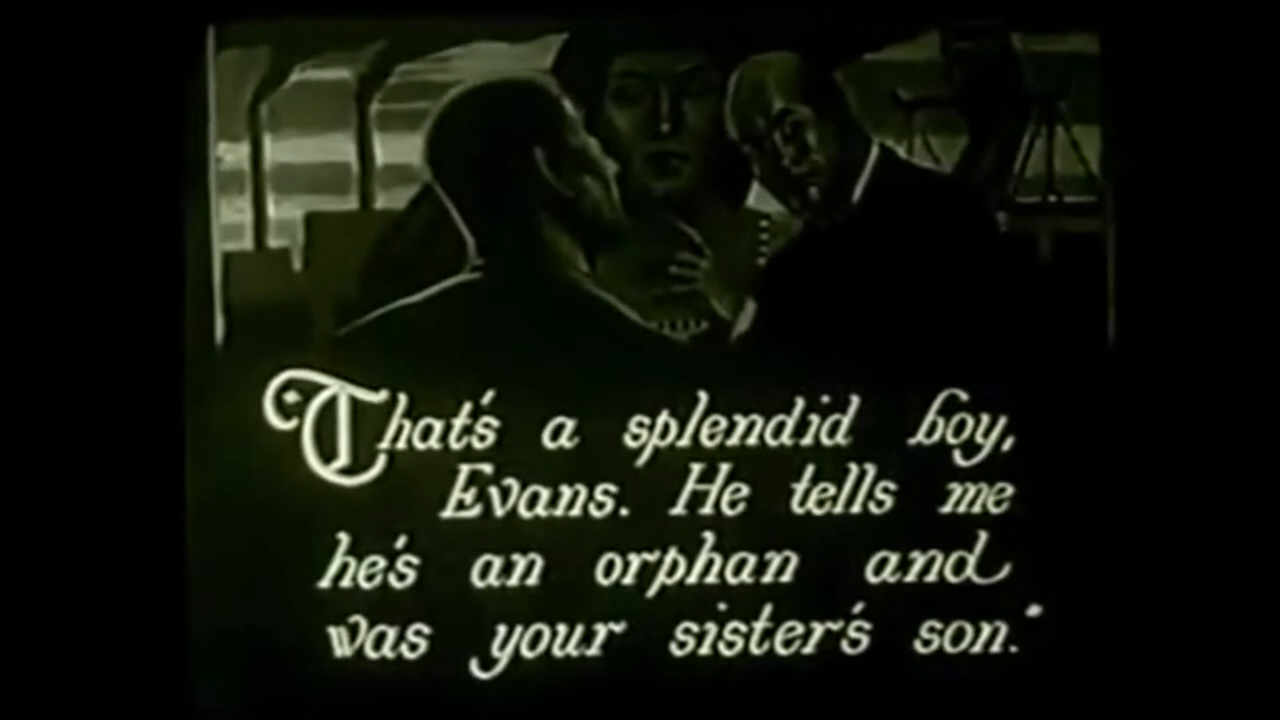 That's a splendid boy,
Evans. He tells me
he's an orphan and
was your sister's son."